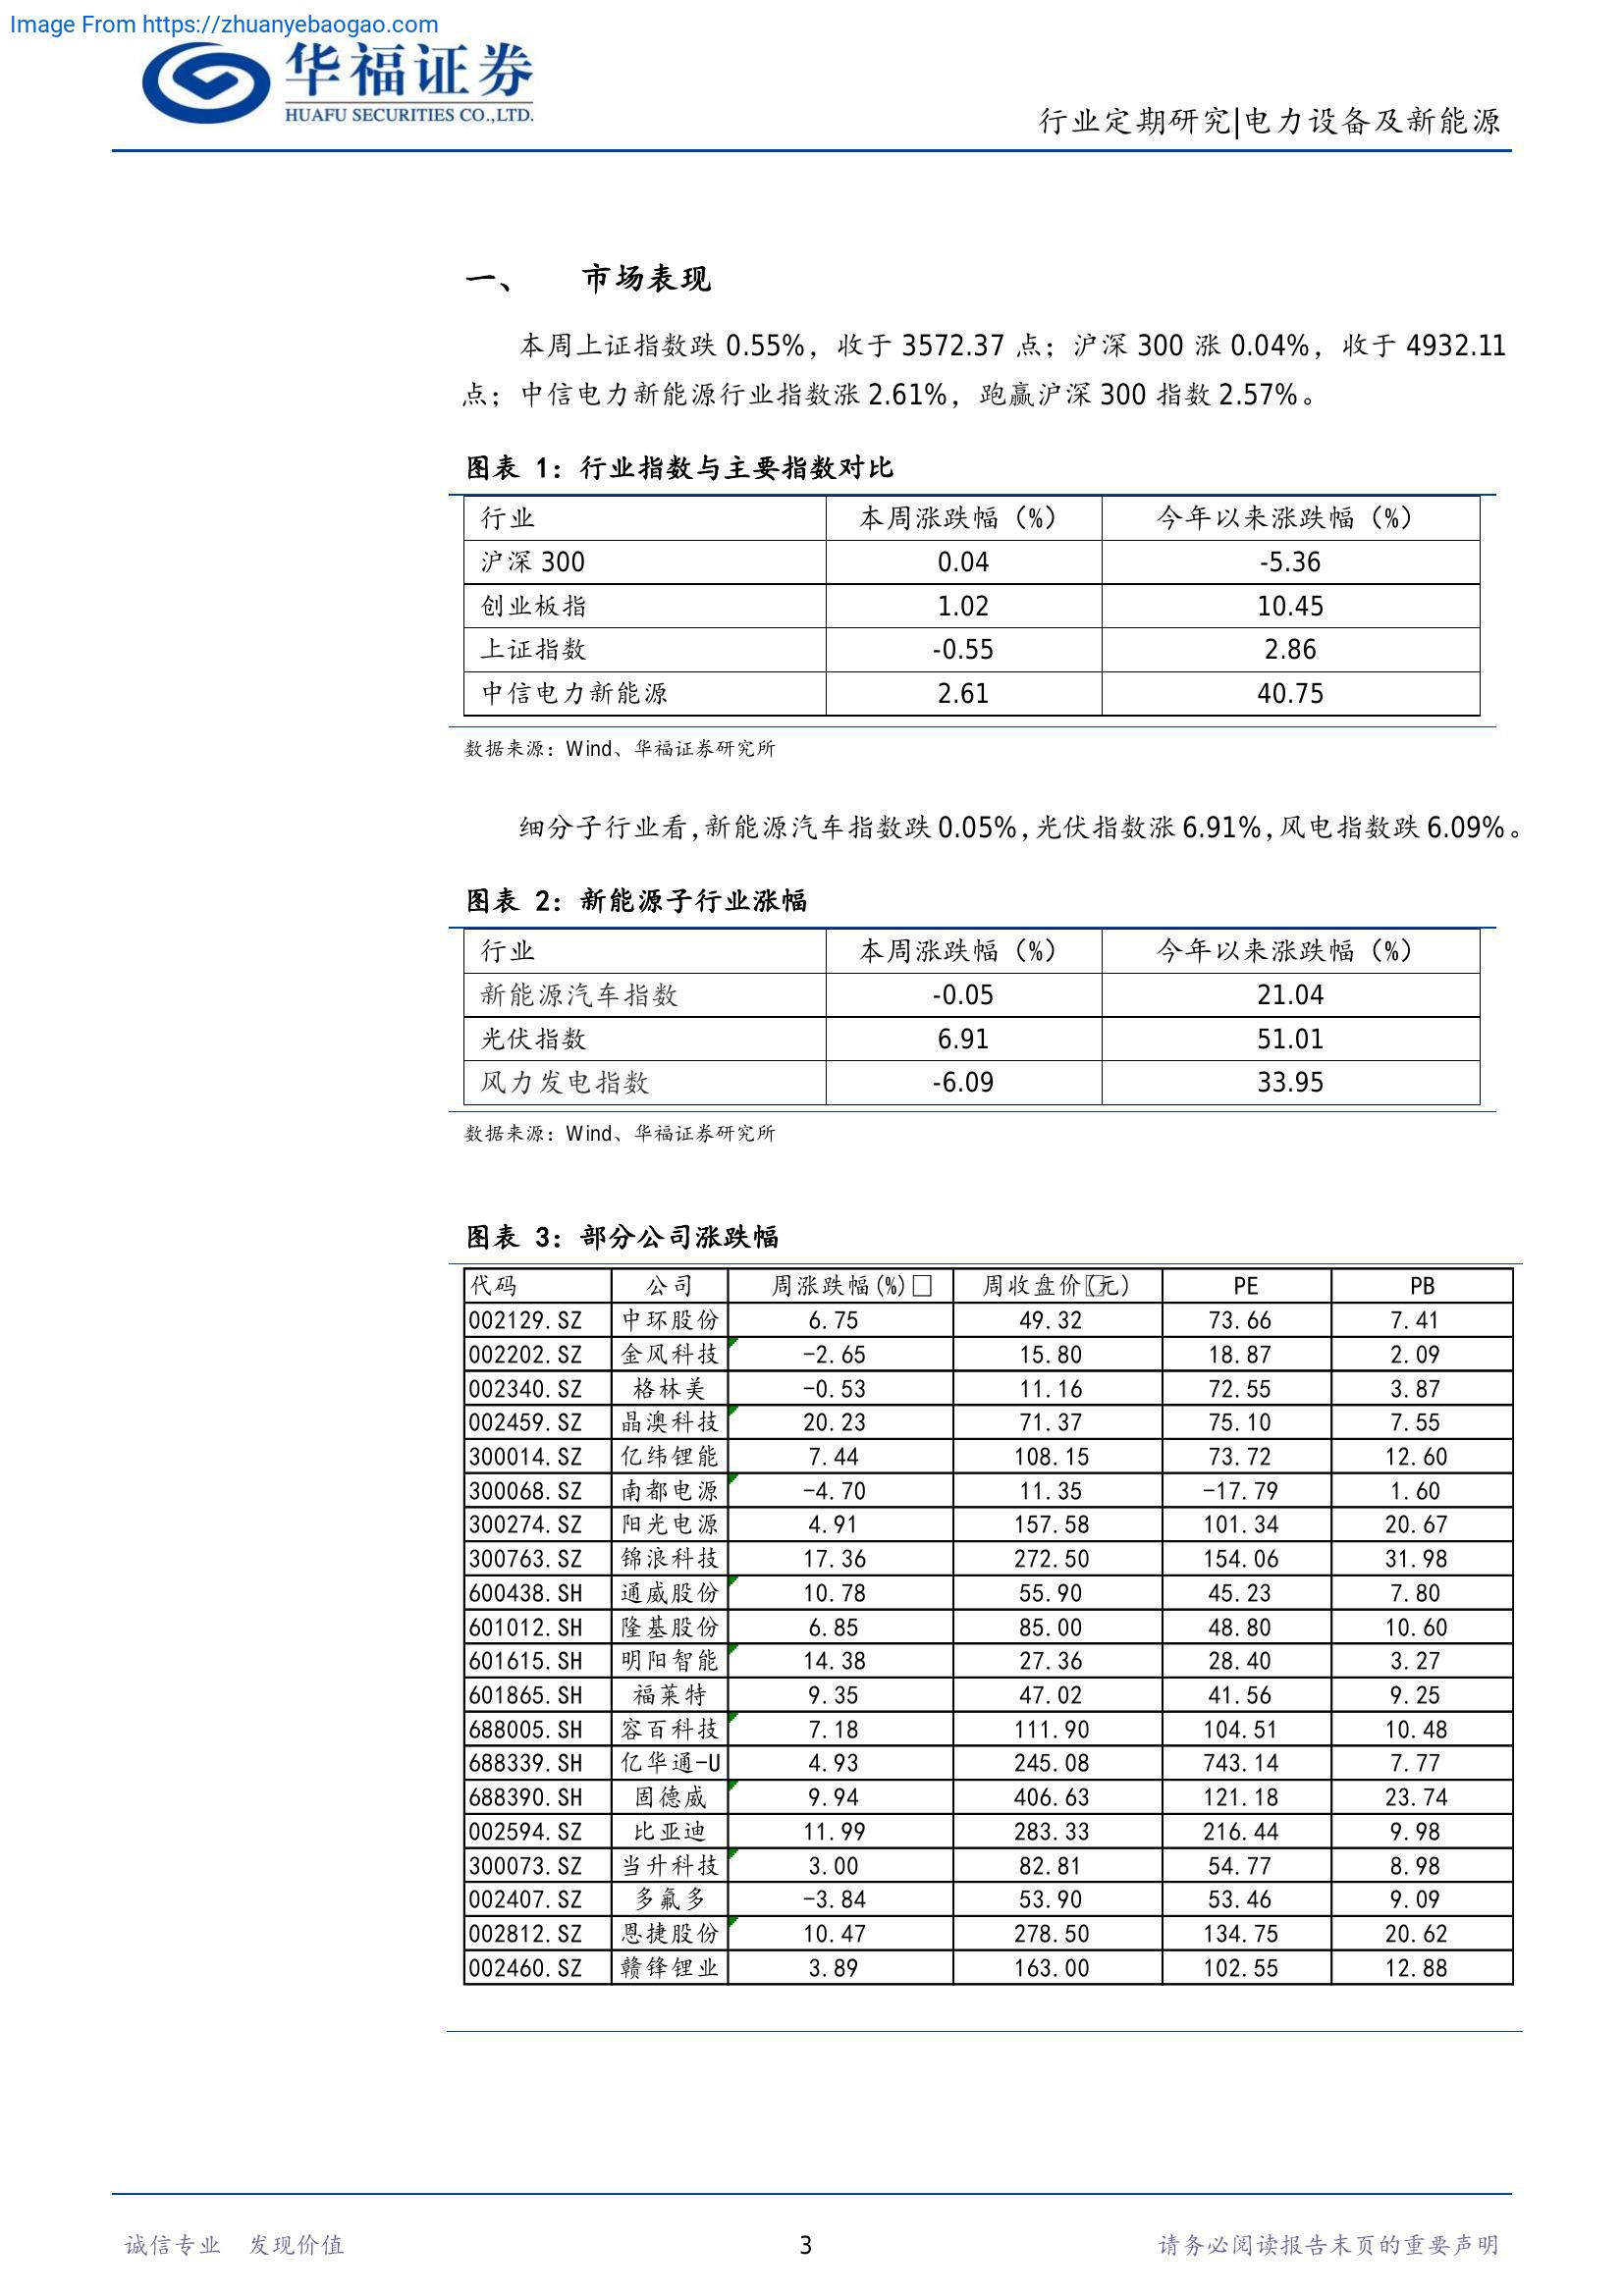 Image From https://zhuanyebaogao.com
华福证券
HUAFU SECURITIES CO.,LTD.
行业定期研究|电力设备及新能源
一、 市场表现
本周上证指数跌 0.55%，收于 3572.37 点；沪深 300 涨 0.04%，收于 4932.11
点；中信电力新能源行业指数涨 2.61%，跑赢沪深 300 指数 2.57%。
图表 1：行业指数与主要指数对比
行业 本周涨跌幅（%） 今年以来涨跌幅（%）
沪深 300 0.04 -5.36
创业板指 1.02 10.45
上证指数 -0.55 2.86
中信电力新能源 2.61 40.75
数据来源：Wind、华福证券研究所
细分子行业看,新能源汽车指数跌 0.05%,光伏指数涨 6.91%,风电指数跌 6.09%。
图表 2：新能源子行业涨幅
行业 本周涨跌幅（%） 今年以来涨跌幅（%）
新能源汽车指数 -0.05 21.04
光伏指数 6.91 51.01
风力发电指数 -6.09 33.95
数据来源：Wind、华福证券研究所
图表 3：部分公司涨跌幅
代码 公司 周涨跌幅(%)□ 周收盘价(元) PE PB
002129.SZ 中环股份 6.75 49.32 73.66 7.41
002202.SZ 金风科技 -2.65 15.80 18.87 2.09
002340.SZ 格林美 -0.53 11.16 72.55 3.87
002459.SZ 晶澳科技 20.23 71.37 75.10 7.55
300014.SZ 亿纬锂能 7.44 108.15 73.72 12.60
300068.SZ 南都电源 -4.70 11.35 -17.79 1.60
300274.SZ 阳光电源 4.91 157.58 101.34 20.67
300763.SZ 锦浪科技 17.36 272.50 154.06 31.98
600438.SH 通威股份 10.78 55.90 45.23 7.80
601012.SH 隆基股份 6.85 85.00 48.80 10.60
601615.SH 明阳智能 14.38 27.36 28.40 3.27
601865.SH 福莱特 9.35 47.02 41.56 9.25
688005.SH 容百科技 7.18 111.90 104.51 10.48
688339.SH 亿华通-U 4.93 245.08 743.14 7.77
688390.SH 固德威 9.94 406.63 121.18 23.74
002594.SZ 比亚迪 11.99 283.33 216.44 9.98
300073.SZ 当升科技 3.00 82.81 54.77 8.98
002407.SZ 多氟多 -3.84 53.90 53.46 9.09
002812.SZ 恩捷股份 10.47 278.50 134.75 20.62
002460.SZ 赣锋锂业 3.89 163.00 102.55 12.88
诚信专业 发现价值 3 请务必阅读报告末页的重要声明